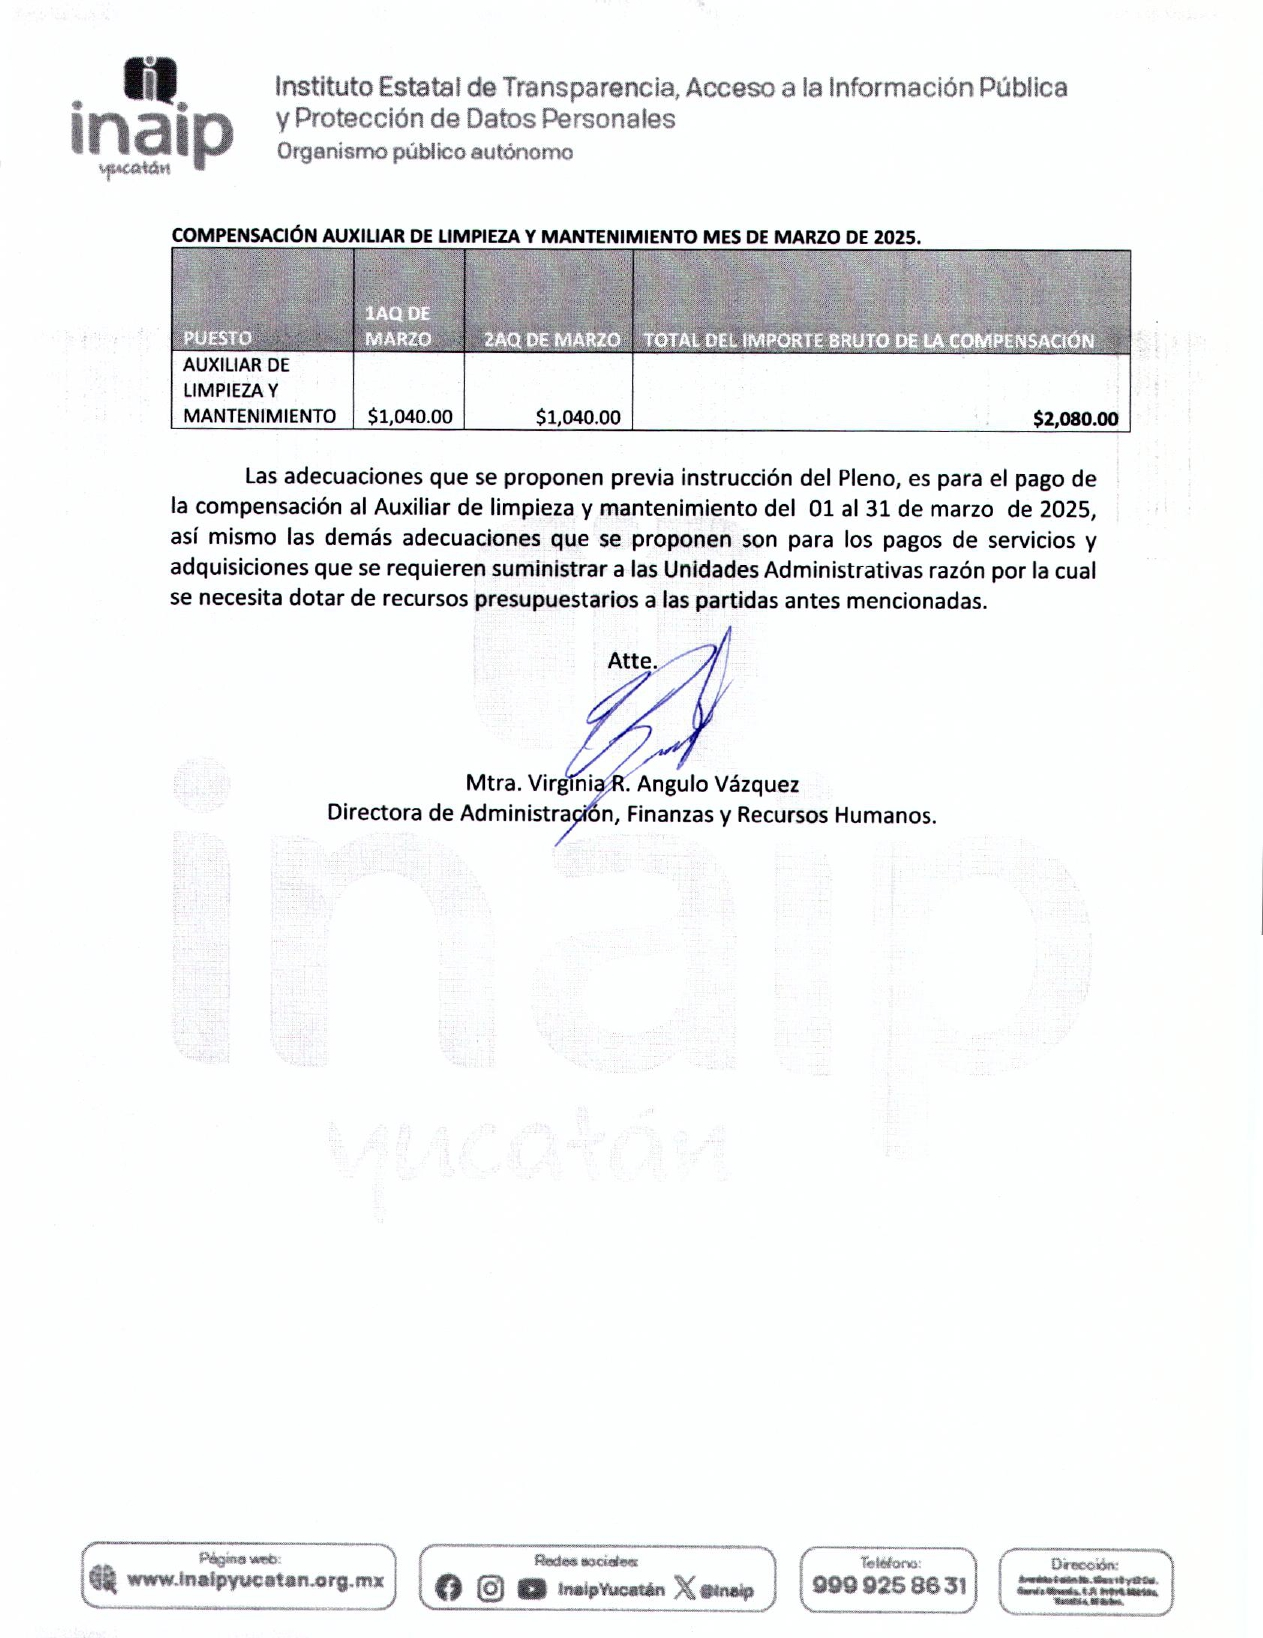 inaip
yucatán
Instituto Estatal de Transparencia, Acceso a la Información Pública
y Protección de Datos Personales
Organismo público autónomo
COMPENSACIÓN AUXILIAR DE LIMPIEZA Y MANTENIMIENTO MES DE MARZO DE 2025.
PUESTO 1AQ DE MARZO 2AQ DE MARZO TOTAL DEL IMPORTE BRUTO DE LA COMPENSACIÓN
AUXILIAR DE
LIMPIEZA Y
MANTENIMIENTO $1,040.00 $1,040.00 $2,080.00
Las adecuaciones que se proponen previa instrucción del Pleno, es para el pago de
la compensación al Auxiliar de limpieza y mantenimiento del 01 al 31 de marzo de 2025,
así mismo las demás adecuaciones que se proponen son para los pagos de servicios y
adquisiciones que se requieren suministrar a las Unidades Administrativas razón por la cual
se necesita dotar de recursos presupuestarios a las partidas antes mencionadas.
Atte.
Mtra. Virginia R. Angulo Vázquez
Directora de Administración, Finanzas y Recursos Humanos.
inaip
yucatán
Página web:
www.inaipyucatan.org.mx
Redes sociales:
InaipYucatán @Inaip
Teléfono:
999 925 86 31
Dirección: